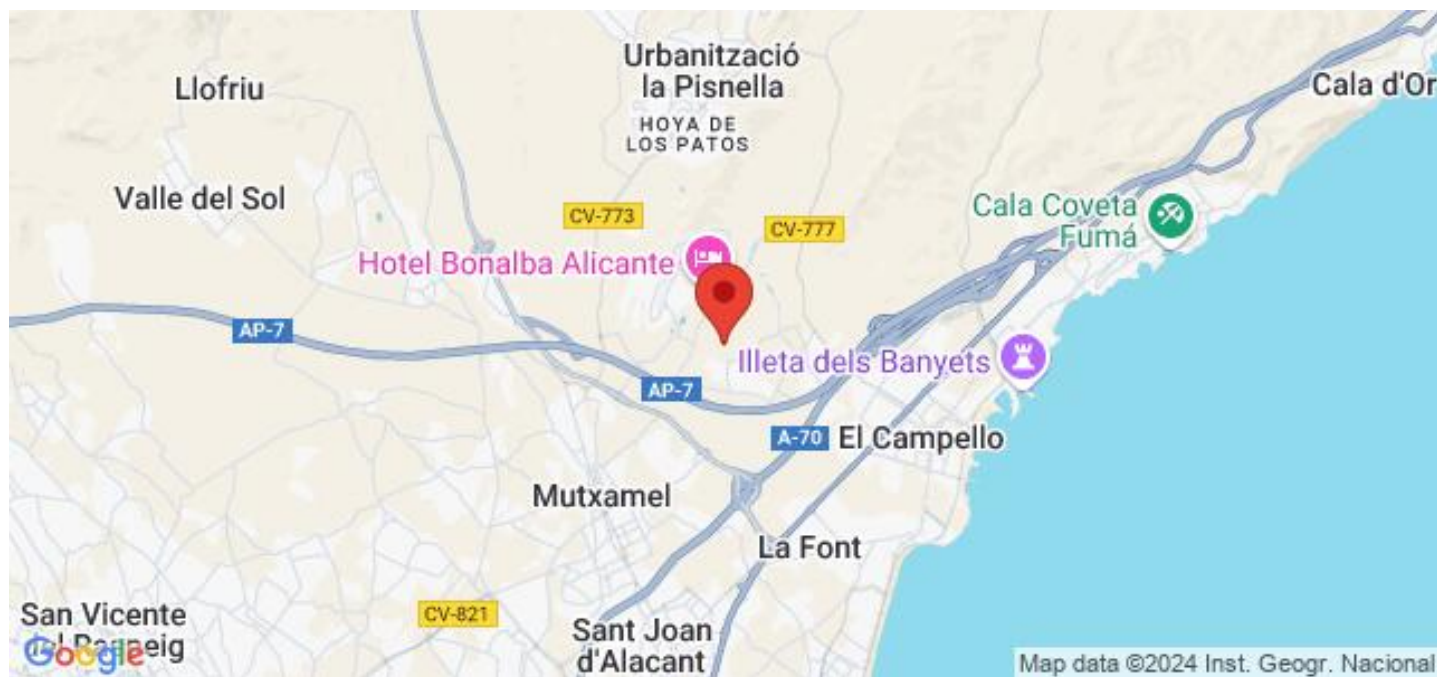 Urbanització
la Pisnella
Llofriu
Cala d'Or
HOYA DE
LOS PATOS
Valle del Sol
CV-773
CV-777
Cala Coveta
Fumá
Hotel Bonalba Alicante
AP-7
Illeta dels Banyets
AP-7
A-70
El Campello
Mutxamel
La Font
San Vicente
CV-821
Sant Joan
d'Alacant
Google
Map data ©2024 Inst. Geogr. Nacional